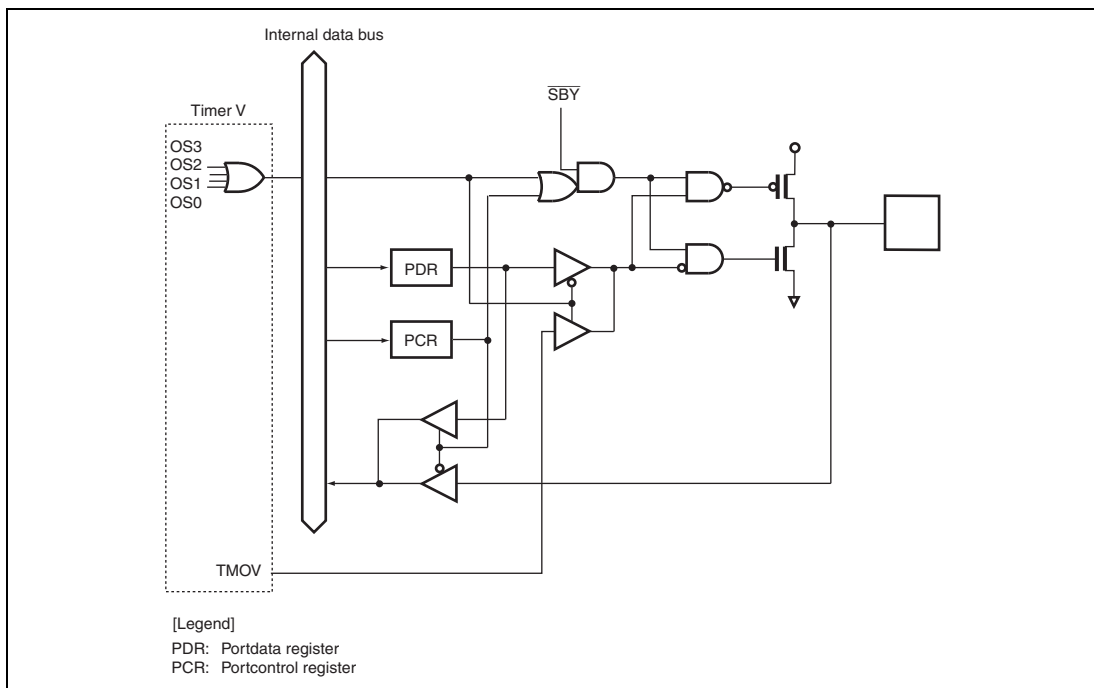 Internal data bus
SBY
Timer V
OS3
OS2
OS1
OS0
PDR
PCR
TMOV
[Legend]
PDR: Portdata register
PCR: Portcontrol register